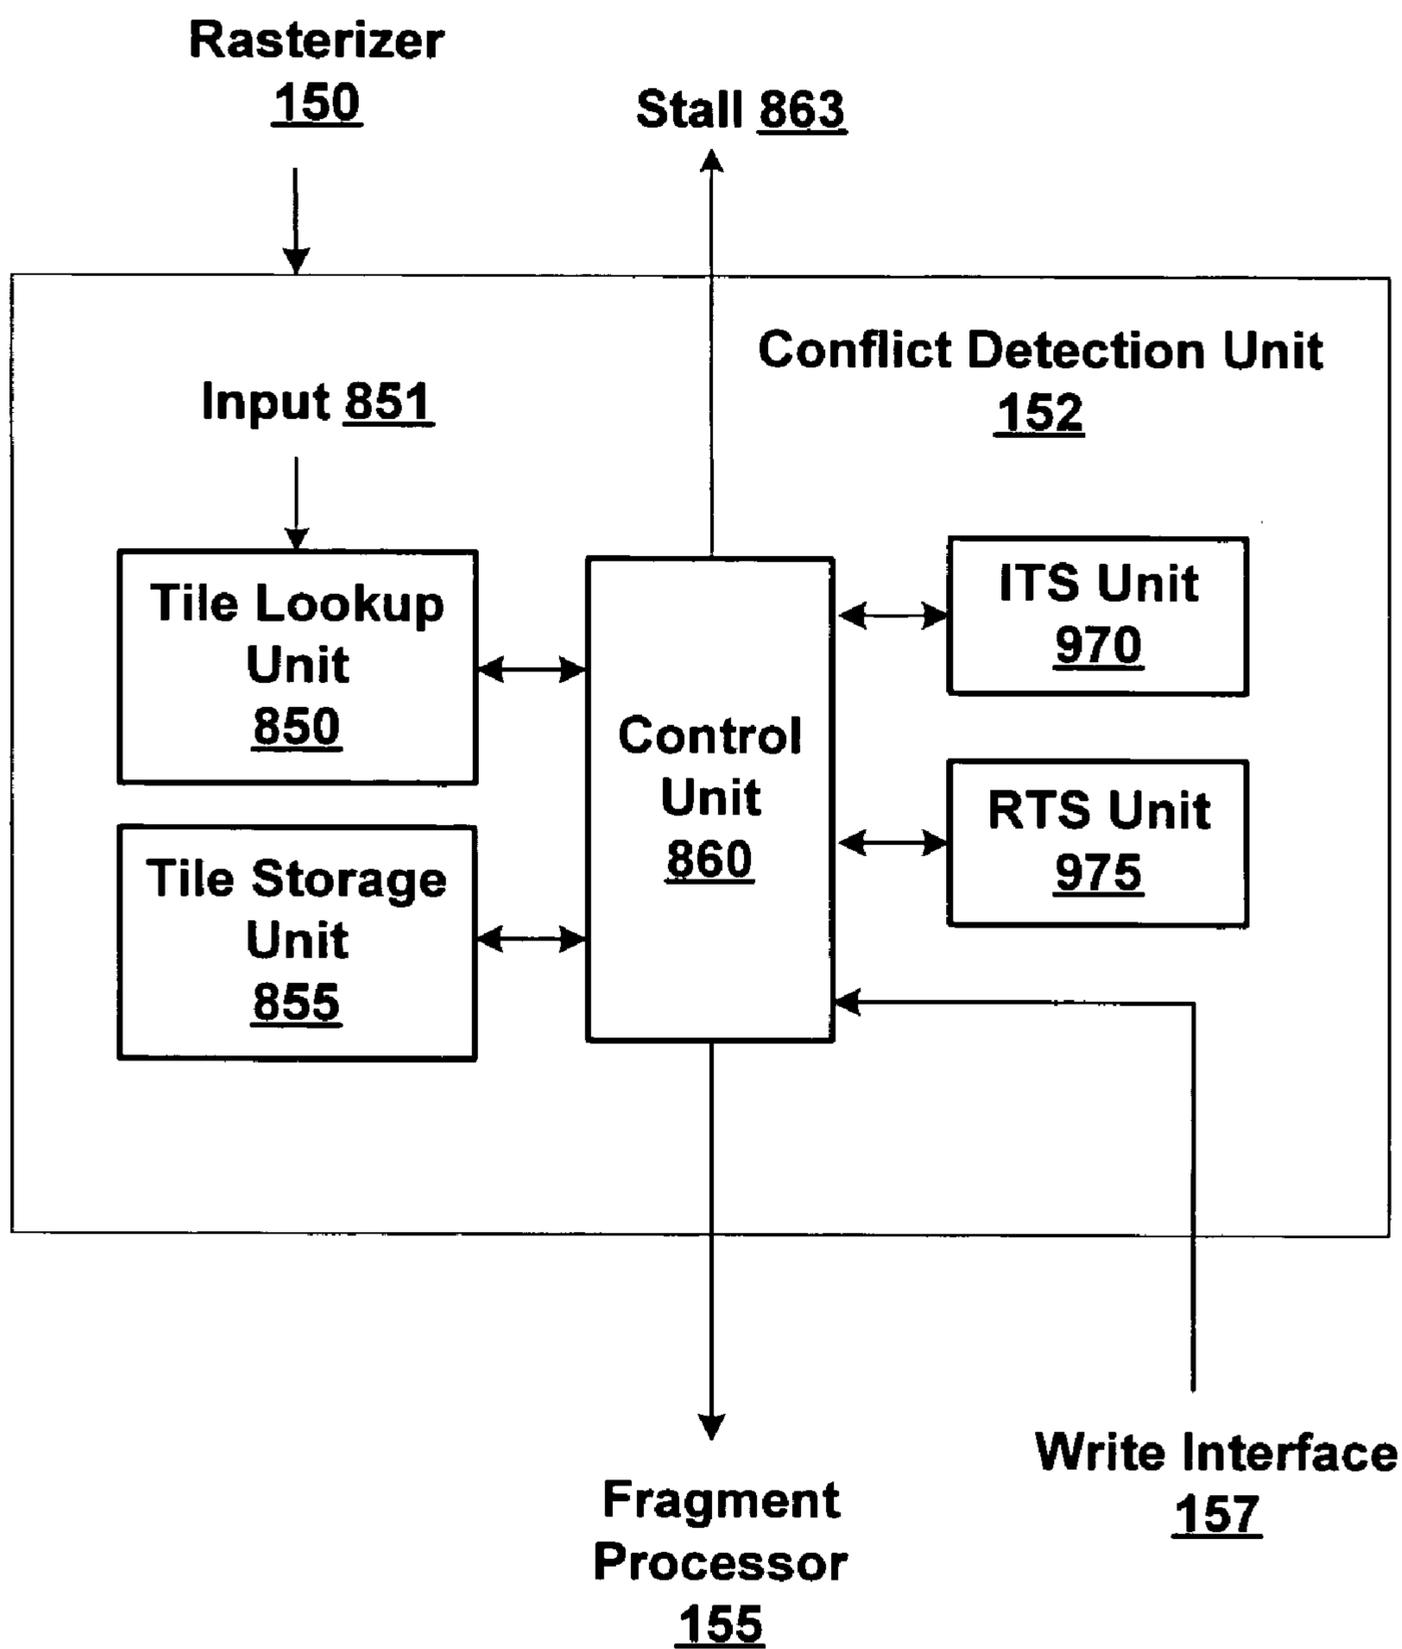 Rasterizer
150
Stall 863
Conflict Detection Unit
152
Input 851
Tile Lookup
Unit
850
ITS Unit
970
Control
Unit
860
RTS Unit
975
Tile Storage
Unit
855
Write Interface
157
Fragment
Processor
155